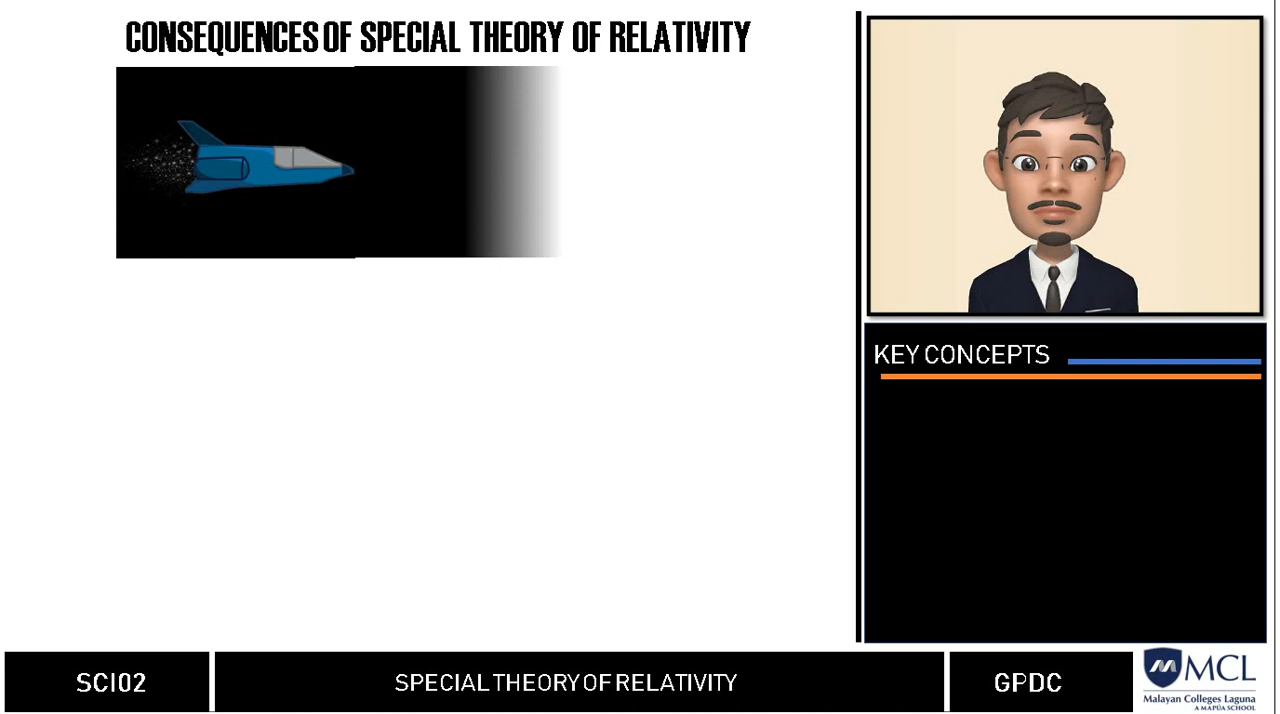 CONSEQUENCES OF SPECIAL THEORY OF RELATIVITY
KEY CONCEPTS
SCI02
SPECIAL THEORY OF RELATIVITY
GPDC
MCL
Malayan Colleges Laguna
A MAPÚA SCHOOL